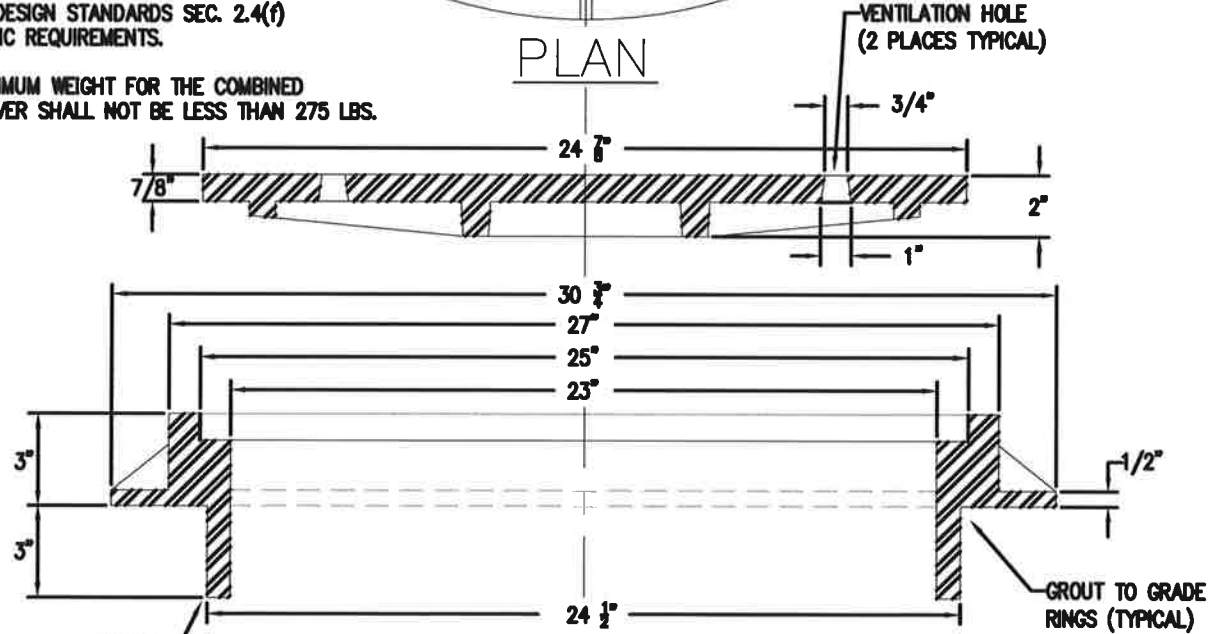 DESIGN STANDARDS SEC. 2.4(f)
IC REQUIREMENTS.
IMUM WEIGHT FOR THE COMBINED
VER SHALL NOT BE LESS THAN 275 LBS.
PLAN
VENTILATION HOLE
(2 PLACES TYPICAL)
3/4"
24 7/8"
7/8"
2"
1"
30 3/4"
27"
25"
23"
3"
1/2"
3"
24 1/2"
GROUT TO GRADE
RINGS (TYPICAL)